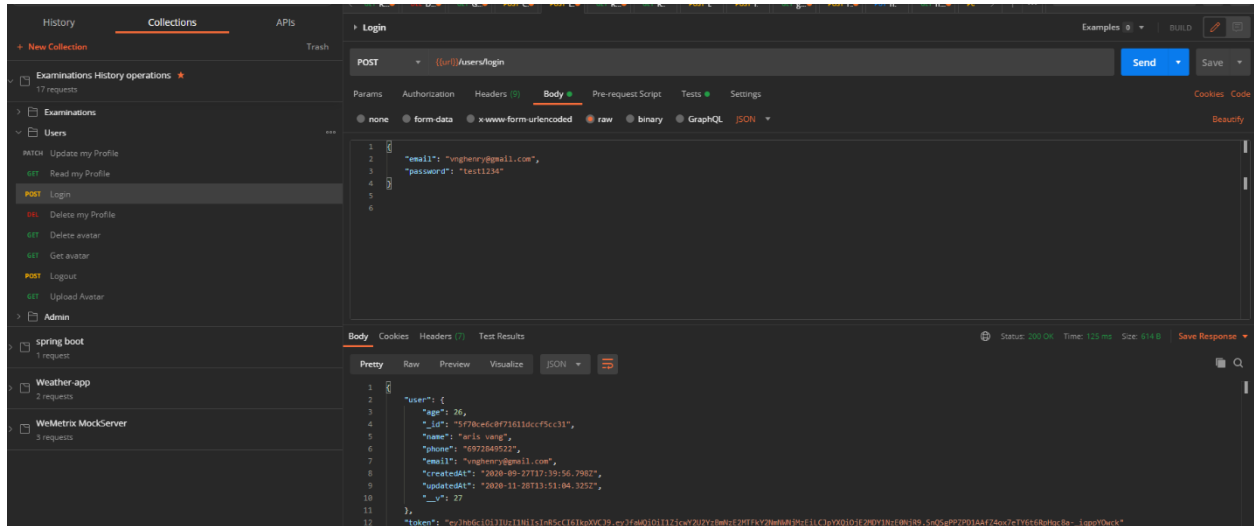 History Collections APIs
+ New Collection Trash
Examinations History operations ★
17 requests
Examinations
Users
PATCH Update my Profile
GET Read my Profile
POST Login
DEL Delete my Profile
GET Delete avatar
GET Get avatar
POST Logout
GET Upload Avatar
Admin
spring boot
1 request
Weather-app
2 requests
WeMetrix MockServer
3 requests
Login Examples 0 BUILD
POST {{url}}/users/login Send Save
Params Authorization Headers (9) Body Pre-request Script Tests Settings Cookies Code
none form-data x-www-form-urlencoded raw binary GraphQL JSON Beautify
1 {
2 "email": "vnghenry@gmail.com",
3 "password": "test1234"
4 }
5
6
Body Cookies Headers (7) Test Results Status: 200 OK Time: 125 ms Size: 614 B Save Response
Pretty Raw Preview Visualize JSON
1 {
2 "user": {
3 "age": 26,
4 "_id": "5f70ce6c0f71611dccf5cc31",
5 "name": "aris vang",
6 "phone": "6972849522",
7 "email": "vnghenry@gmail.com",
8 "createdAt": "2020-09-27T17:39:56.798Z",
9 "updatedAt": "2020-11-28T13:51:04.325Z",
10 "__v": 27
11 },
12 "token":